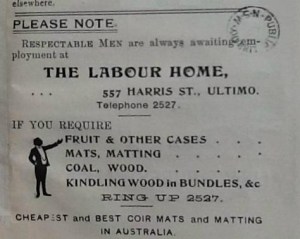 elsewhere.
PLEASE NOTE.
RESPECTABLE MEN are always awaiting em-
ployment at
THE LABOUR HOME,
. . . 557 HARRIS ST., ULTIMO.
Telephone 2527.
IF YOU REQUIRE
FRUIT & OTHER CASES . . .
MATS, MATTING . . . .
COAL, WOOD. . . . .
KINDLING WOOD in BUNDLES, &c
RING UP 2527.
CHEAPEST and BEST COIR MATS and MATTING
IN AUSTRALIA.